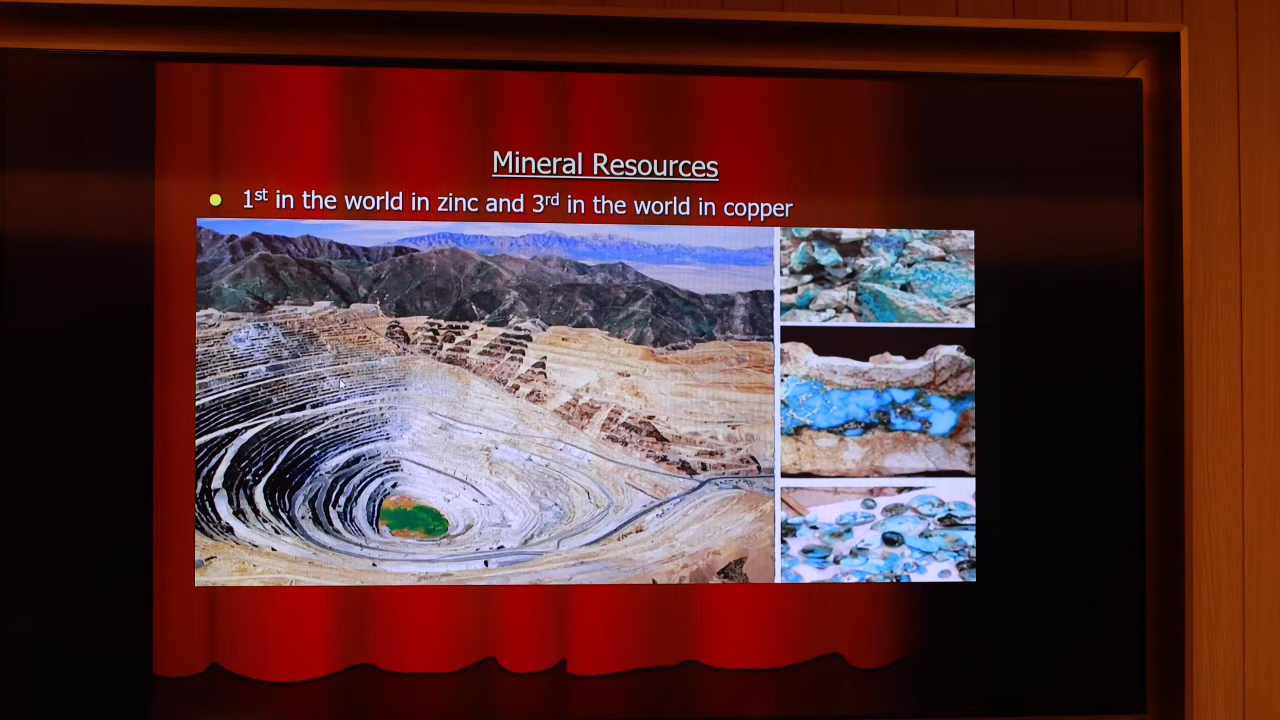 Mineral Resources
1st in the world in zinc and 3rd in the world in copper